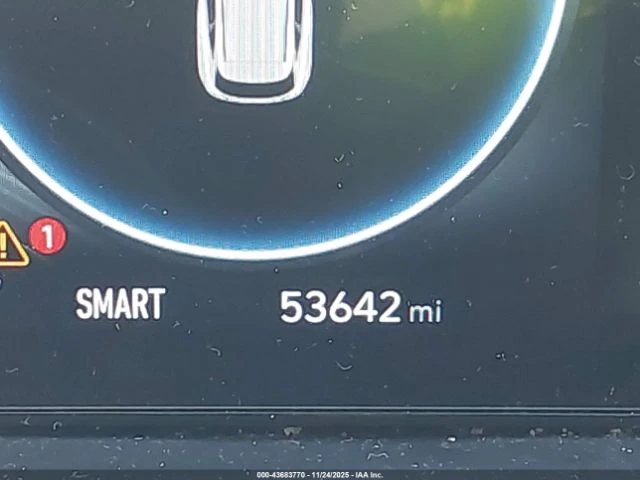 1
SMART 53642 mi
000-43683770 - 11/24/2025 - IAA Inc.